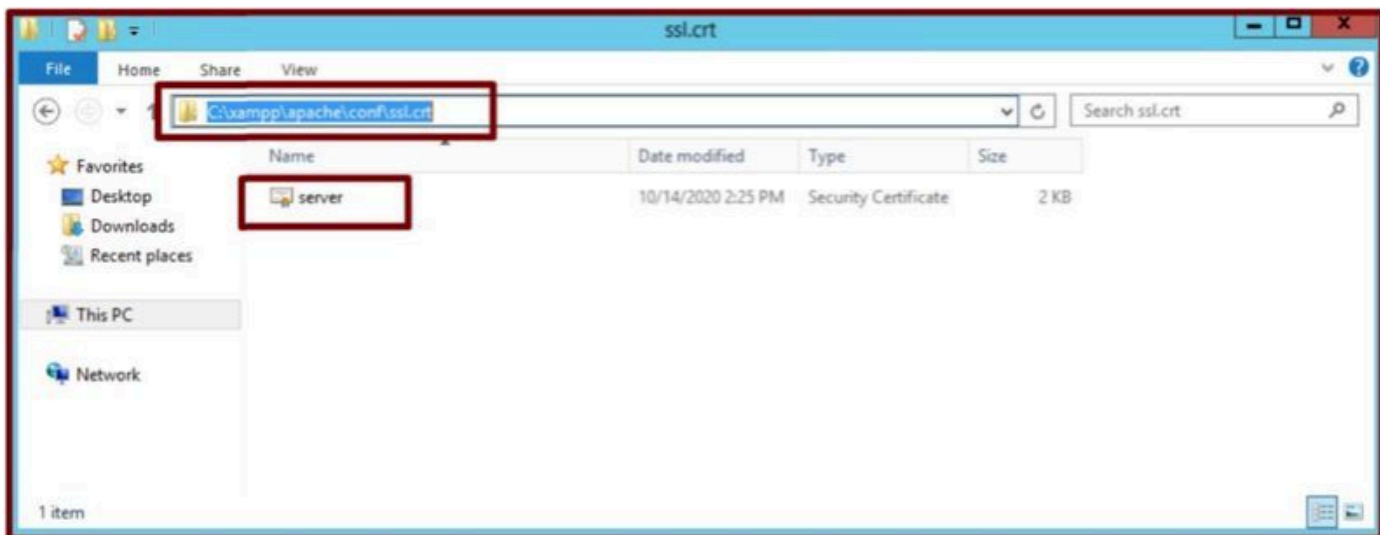 ssl.crt
File Home Share View
C:\xampp\apache\conf\ssl.crt Search ssl.crt
Favorites
Desktop
Downloads
Recent places
This PC
Network
Name Date modified Type Size
server 10/14/2020 2:25 PM Security Certificate 2 KB
1 item